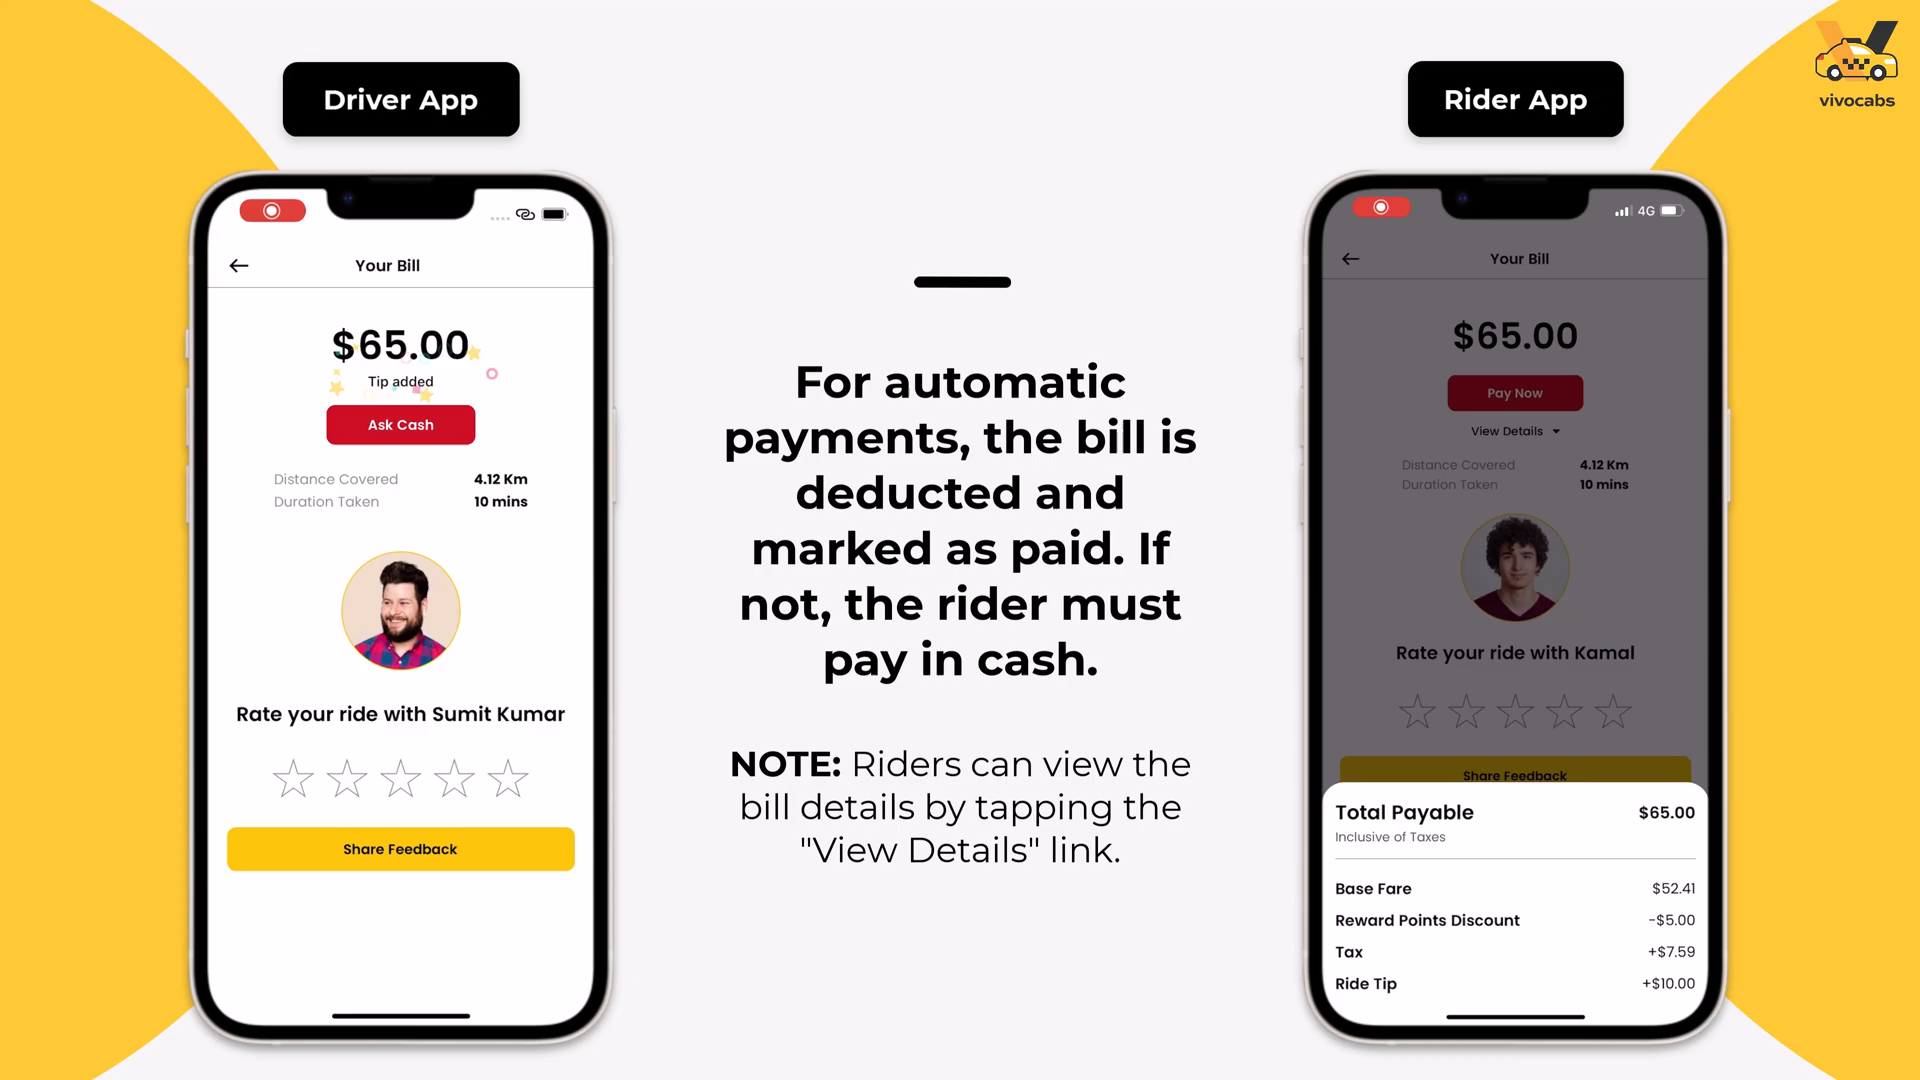 vivocabs
Driver App
Your Bill
$65.00
Tip added
Ask Cash
Distance Covered 4.12 Km
Duration Taken 10 mins
Rate your ride with Sumit Kumar
Share Feedback
For automatic
payments, the bill is
deducted and
marked as paid. If
not, the rider must
pay in cash.
NOTE: Riders can view the
bill details by tapping the
"View Details" link.
Rider App
4G
Your Bill
$65.00
Pay Now
View Details
Distance Covered 4.12 Km
Duration Taken 10 mins
Rate your ride with Kamal
Share Feedback
Total Payable $65.00
Inclusive of Taxes
Base Fare $52.41
Reward Points Discount -$5.00
Tax +$7.59
Ride Tip +$10.00